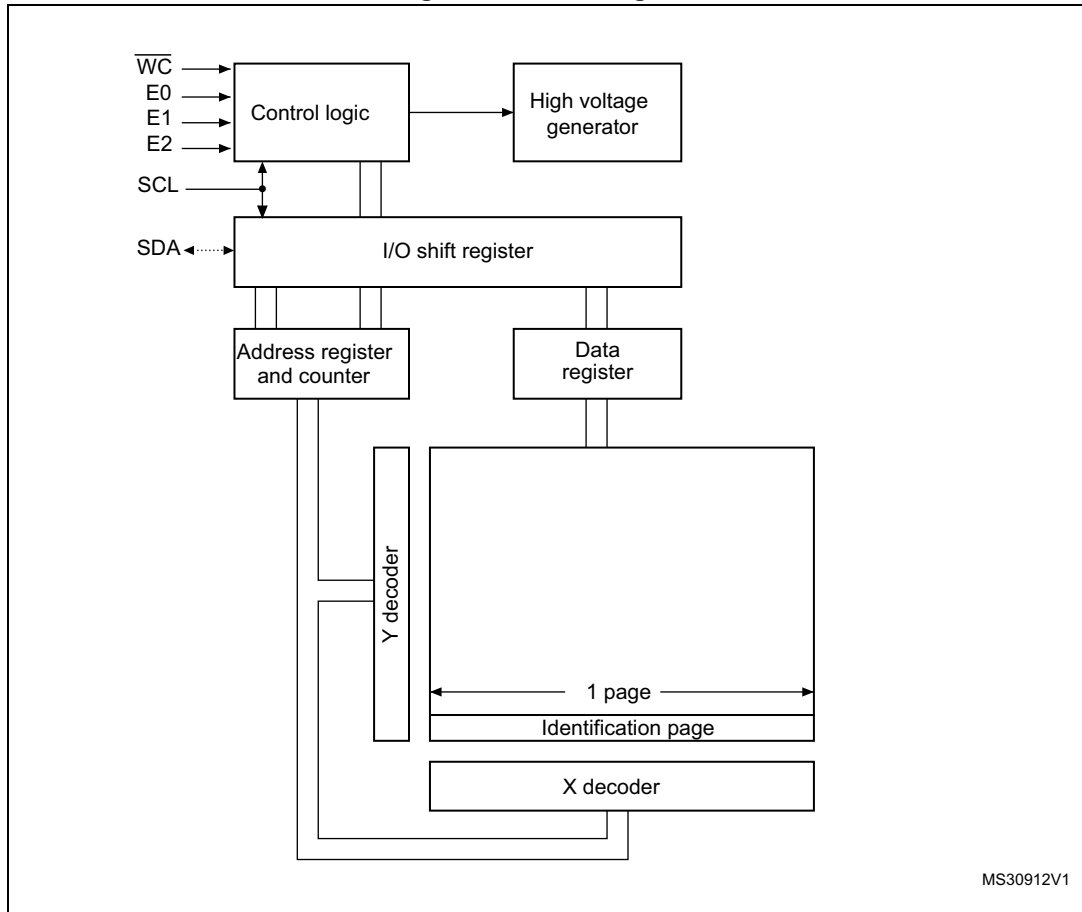 WC
E0
E1
E2
SCL
SDA
Control logic
High voltage
generator
I/O shift register
Address register
and counter
Data
register
Y decoder
1 page
Identification page
X decoder
MS30912V1